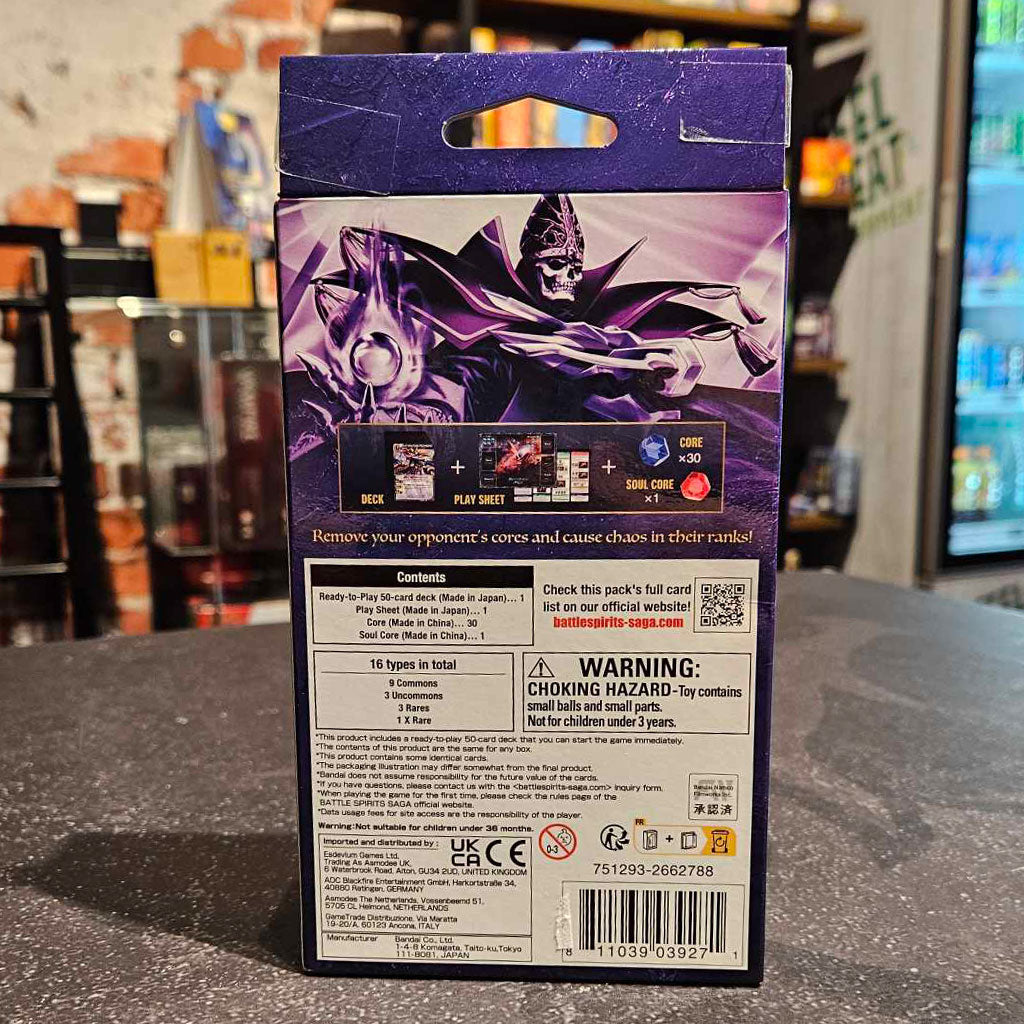 CORE
×30
DECK
+
PLAY SHEET
+
SOUL CORE
×1
Remove your opponent's cores and cause chaos in their ranks!
Contents
Ready-to-Play 50-card deck (Made in Japan)... 1
Play Sheet (Made in Japan)... 1
Core (Made in China)... 30
Soul Core (Made in China)... 1
Check this pack's full card
list on our official website!
battlespirits-saga.com
16 types in total
9 Commons
3 Uncommons
3 Rares
1 X Rare
WARNING:
CHOKING HAZARD-Toy contains
small balls and small parts.
Not for children under 3 years.
*This product includes a ready-to-play 50-card deck that you can start the game immediately.
*The contents of this product are the same for any box.
*This product contains some identical cards.
*The packaging illustration may differ somewhat from the final product.
*Bandai does not assume responsibility for the future value of the cards.
*If you have questions, please contact us with the <battlespirits-saga.com> inquiry form.
*When playing the game for the first time, please check the rules page of the
BATTLE SPIRITS SAGA official website.
*Data usage fees for site access are the responsibility of the player.
Bandai Namco
Filmworks Inc.
承認済
Warning:Not suitable for children under 36 months.
Imported and distributed by :
Esdevium Games Ltd,
Trading As Asmodee UK,
6 Waterbrook Road, Alton, GU34 2UD, UNITED KINGDOM
ADC Blackfire Entertainment GmbH, Harkortstraße 34,
40880 Ratingen, GERMANY
Asmodee The Netherlands, Vossenbeemd 51,
5705 CL Helmond, NETHERLANDS
GameTrade Distribuzione, Via Maratta
19-20/A, 60123 Ancona, ITALY
Manufacturer Bandai Co., Ltd.
1-4-8 Komagata, Taito-ku,Tokyo
111-8081, JAPAN
UK
CA
CE
0-3
FR
+
751293-2662788
8 11039 03927 1